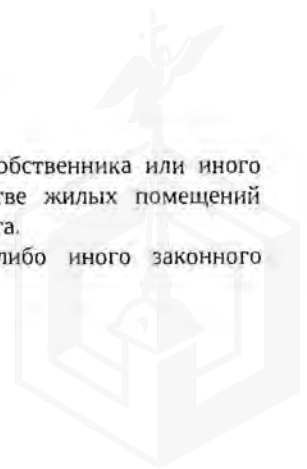 обственника или иного
тве жилых помещений
та.
либо иного законного